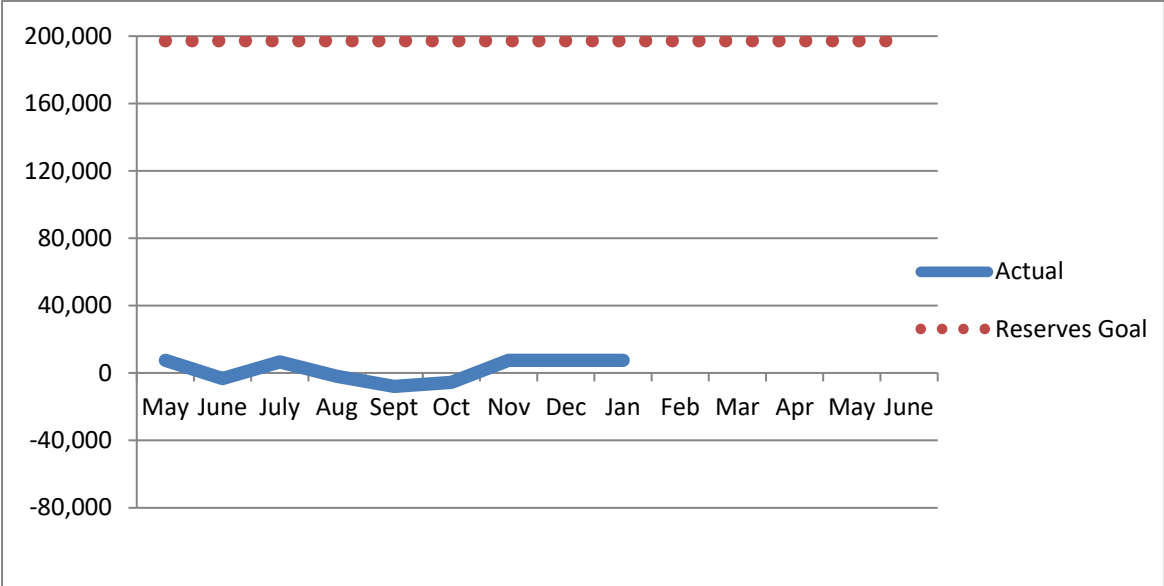 200,000
160,000
120,000
80,000
40,000
0
-40,000
-80,000
May June July Aug Sept Oct Nov Dec Jan Feb Mar Apr May June
Actual
Reserves Goal